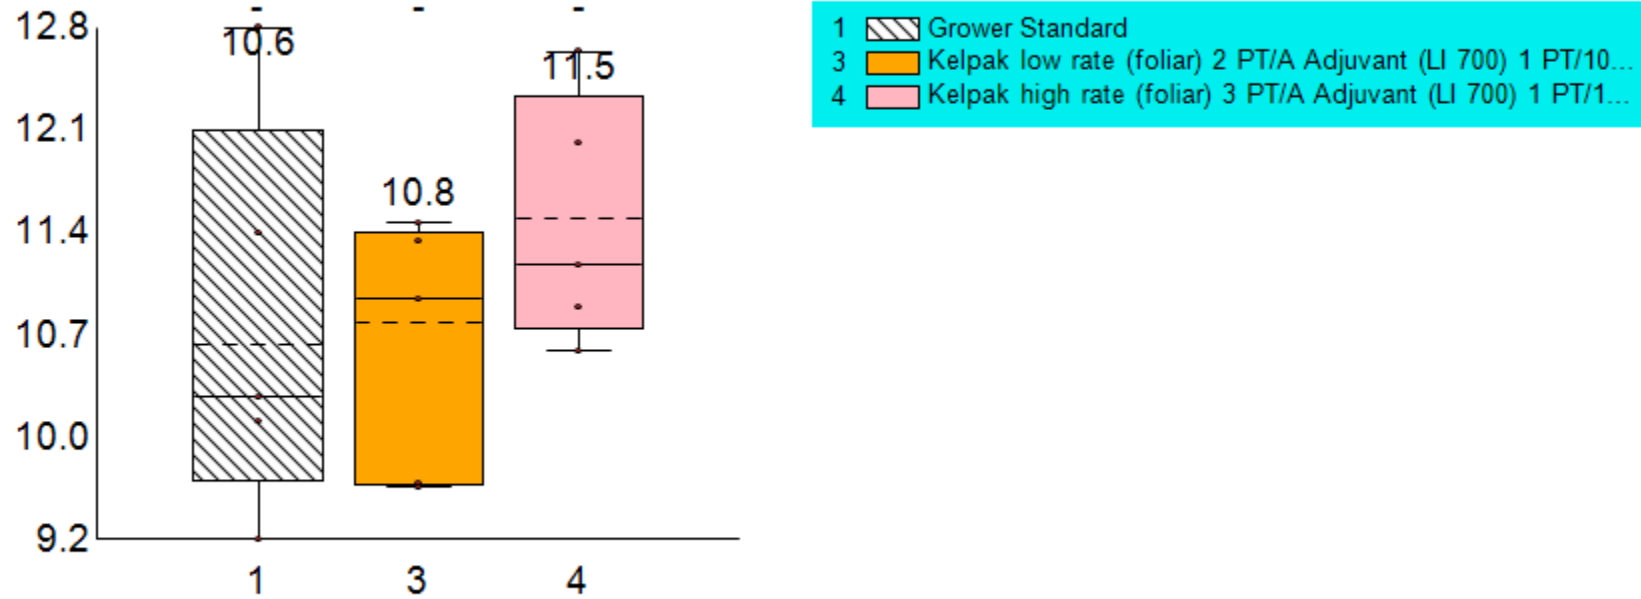 - - -
12.8
12.1
11.4
10.7
10.0
9.2
10.6
10.8
11.5
1 3 4
1 Grower Standard
3 Kelpak low rate (foliar) 2 PT/A Adjuvant (LI 700) 1 PT/10...
4 Kelpak high rate (foliar) 3 PT/A Adjuvant (LI 700) 1 PT/1...